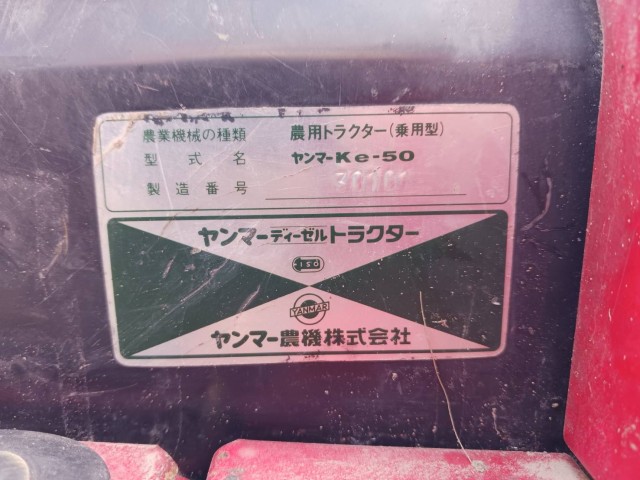 農業機械の種類 農用トラクター(乗用型)
型式名 ヤンマーKe-50
製造番号 30101
ヤンマーディーゼルトラクター
YANMAR
ヤンマー農機株式会社